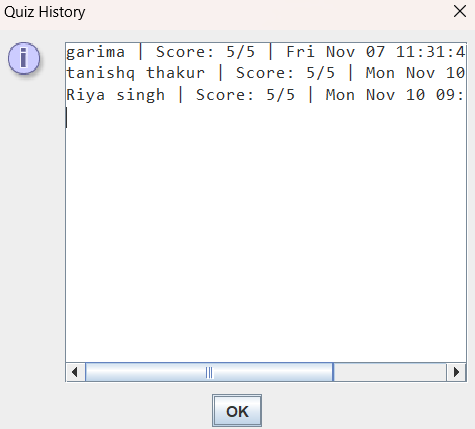 Quiz History
garima | Score: 5/5 | Fri Nov 07 11:31:4
tanishq thakur | Score: 5/5 | Mon Nov 10
Riya singh | Score: 5/5 | Mon Nov 10 09:
OK